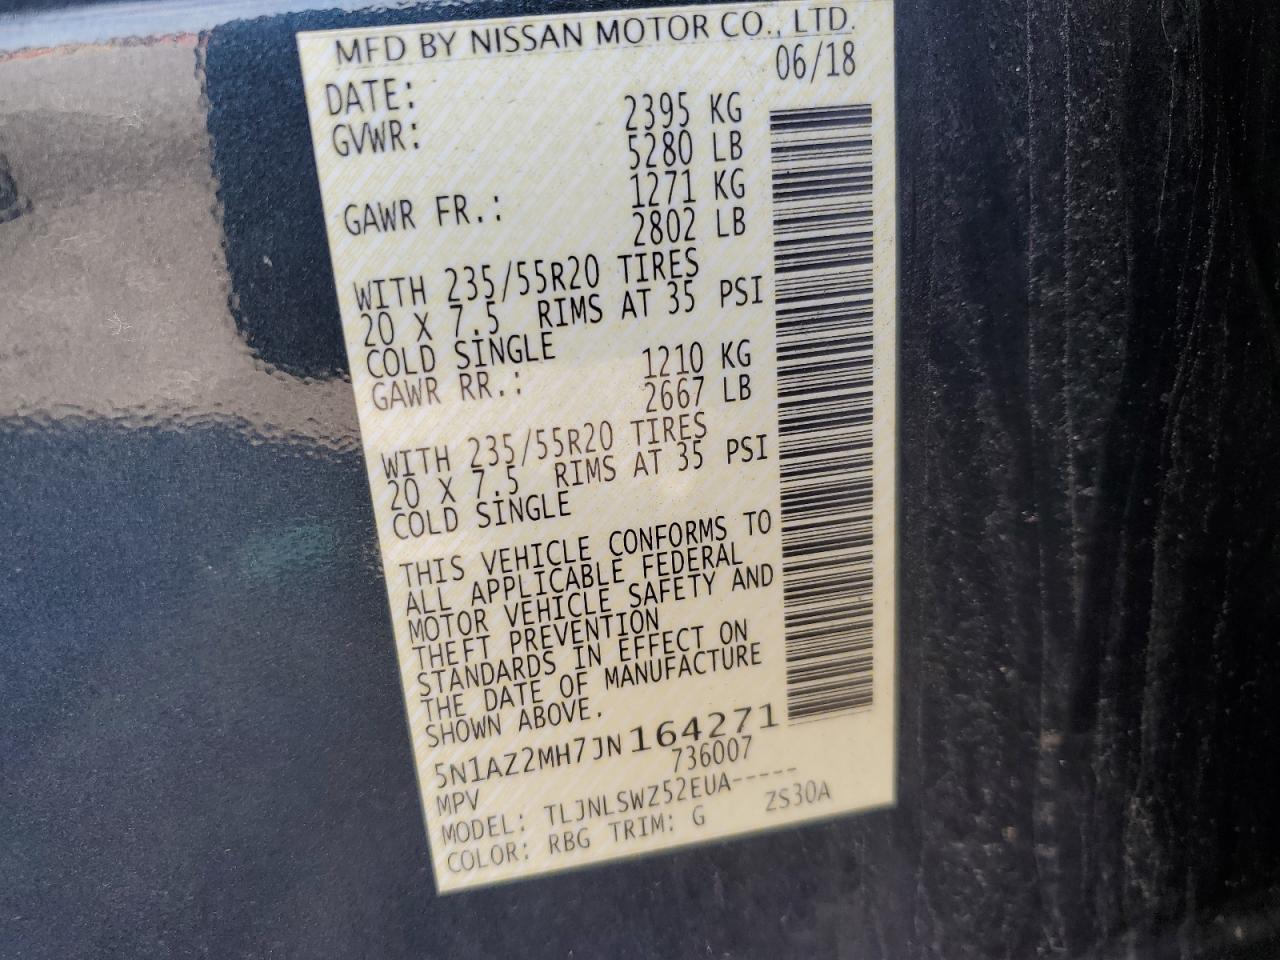 MFD BY NISSAN MOTOR CO., LTD.
DATE: 06/18
GVWR: 2395 KG
5280 LB
GAWR FR.: 1271 KG
2802 LB
WITH 235/55R20 TIRES
20 X 7.5 RIMS AT 35 PSI
COLD SINGLE
GAWR RR.: 1210 KG
2667 LB
WITH 235/55R20 TIRES
20 X 7.5 RIMS AT 35 PSI
COLD SINGLE
THIS VEHICLE CONFORMS TO
ALL APPLICABLE FEDERAL
MOTOR VEHICLE SAFETY AND
THEFT PREVENTION
STANDARDS IN EFFECT ON
THE DATE OF MANUFACTURE
SHOWN ABOVE.
5N1AZ2MH7JN164271
MPV 736007
MODEL: TLJNLSWZ52EUA-----
COLOR: RBG TRIM: G ZS30A